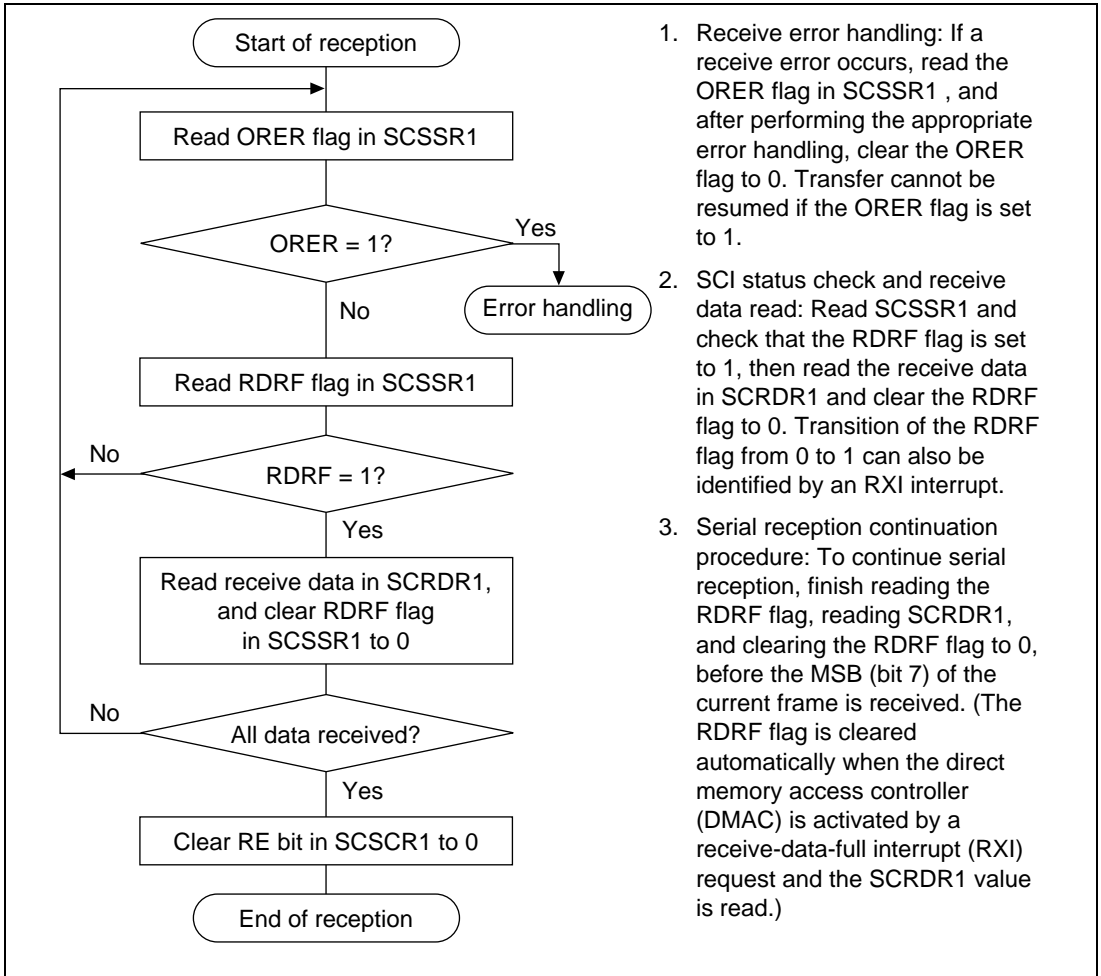 Start of reception
Read ORER flag in SCSSR1
ORER = 1?
Yes
Error handling
No
Read RDRF flag in SCSSR1
No
RDRF = 1?
Yes
Read receive data in SCRDR1,
and clear RDRF flag
in SCSSR1 to 0
No
All data received?
Yes
Clear RE bit in SCSCR1 to 0
End of reception
1. Receive error handling: If a
receive error occurs, read the
ORER flag in SCSSR1 , and
after performing the appropriate
error handling, clear the ORER
flag to 0. Transfer cannot be
resumed if the ORER flag is set
to 1.
2. SCI status check and receive
data read: Read SCSSR1 and
check that the RDRF flag is set
to 1, then read the receive data
in SCRDR1 and clear the RDRF
flag to 0. Transition of the RDRF
flag from 0 to 1 can also be
identified by an RXI interrupt.
3. Serial reception continuation
procedure: To continue serial
reception, finish reading the
RDRF flag, reading SCRDR1,
and clearing the RDRF flag to 0,
before the MSB (bit 7) of the
current frame is received. (The
RDRF flag is cleared
automatically when the direct
memory access controller
(DMAC) is activated by a
receive-data-full interrupt (RXI)
request and the SCRDR1 value
is read.)